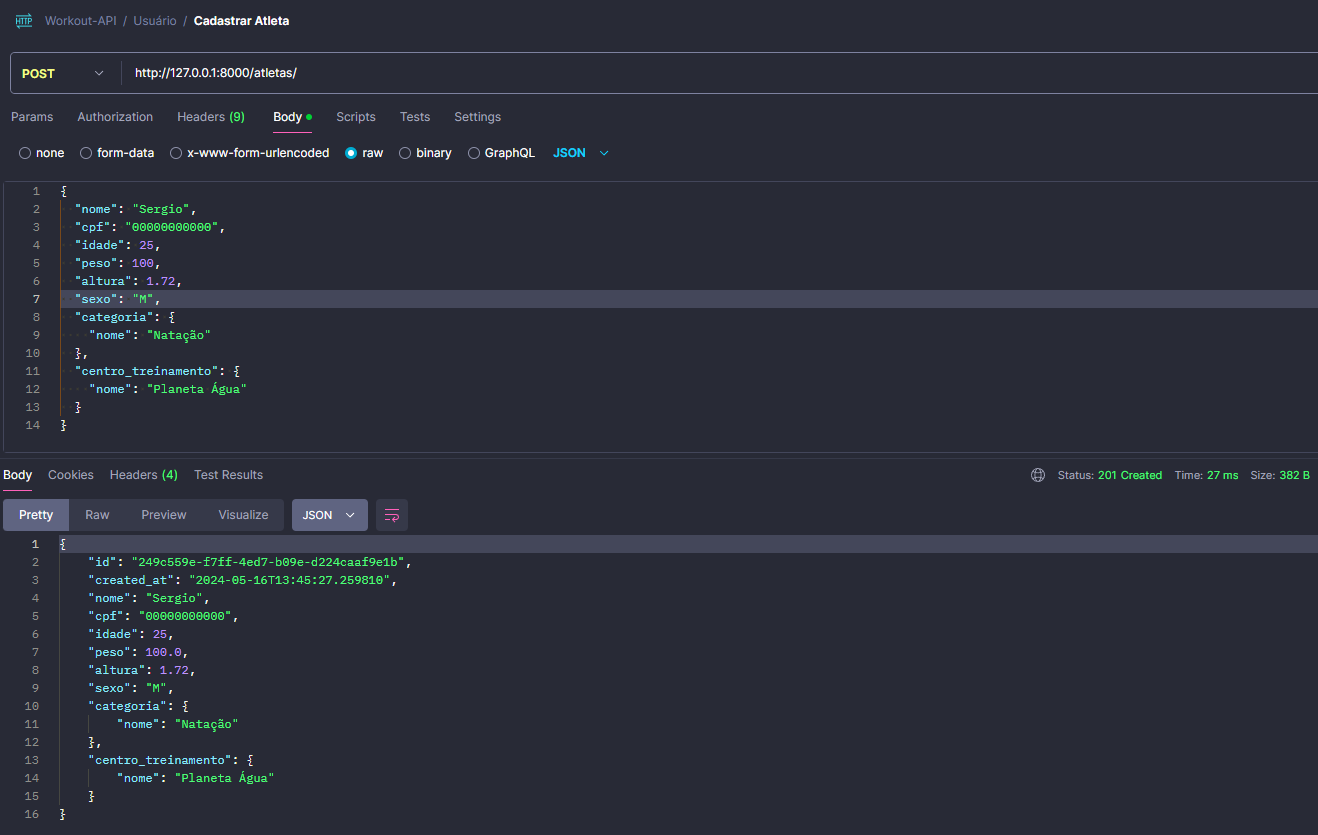 HTTP Workout-API / Usuário / Cadastrar Atleta
POST http://127.0.0.1:8000/atletas/
Params Authorization Headers (9) Body Scripts Tests Settings
none form-data x-www-form-urlencoded raw binary GraphQL JSON
1 {
2 "nome": "Sergio",
3 "cpf": "00000000000",
4 "idade": 25,
5 "peso": 100,
6 "altura": 1.72,
7 "sexo": "M",
8 "categoria": {
9 "nome": "Natação"
10 },
11 "centro_treinamento": {
12 "nome": "Planeta Água"
13 }
14 }
Body Cookies Headers (4) Test Results Status: 201 Created Time: 27 ms Size: 382 B
Pretty Raw Preview Visualize JSON
1 {
2 "id": "249c559e-f7ff-4ed7-b09e-d224caaf9e1b",
3 "created_at": "2024-05-16T13:45:27.259810",
4 "nome": "Sergio",
5 "cpf": "00000000000",
6 "idade": 25,
7 "peso": 100.0,
8 "altura": 1.72,
9 "sexo": "M",
10 "categoria": {
11 "nome": "Natação"
12 },
13 "centro_treinamento": {
14 "nome": "Planeta Água"
15 }
16 }